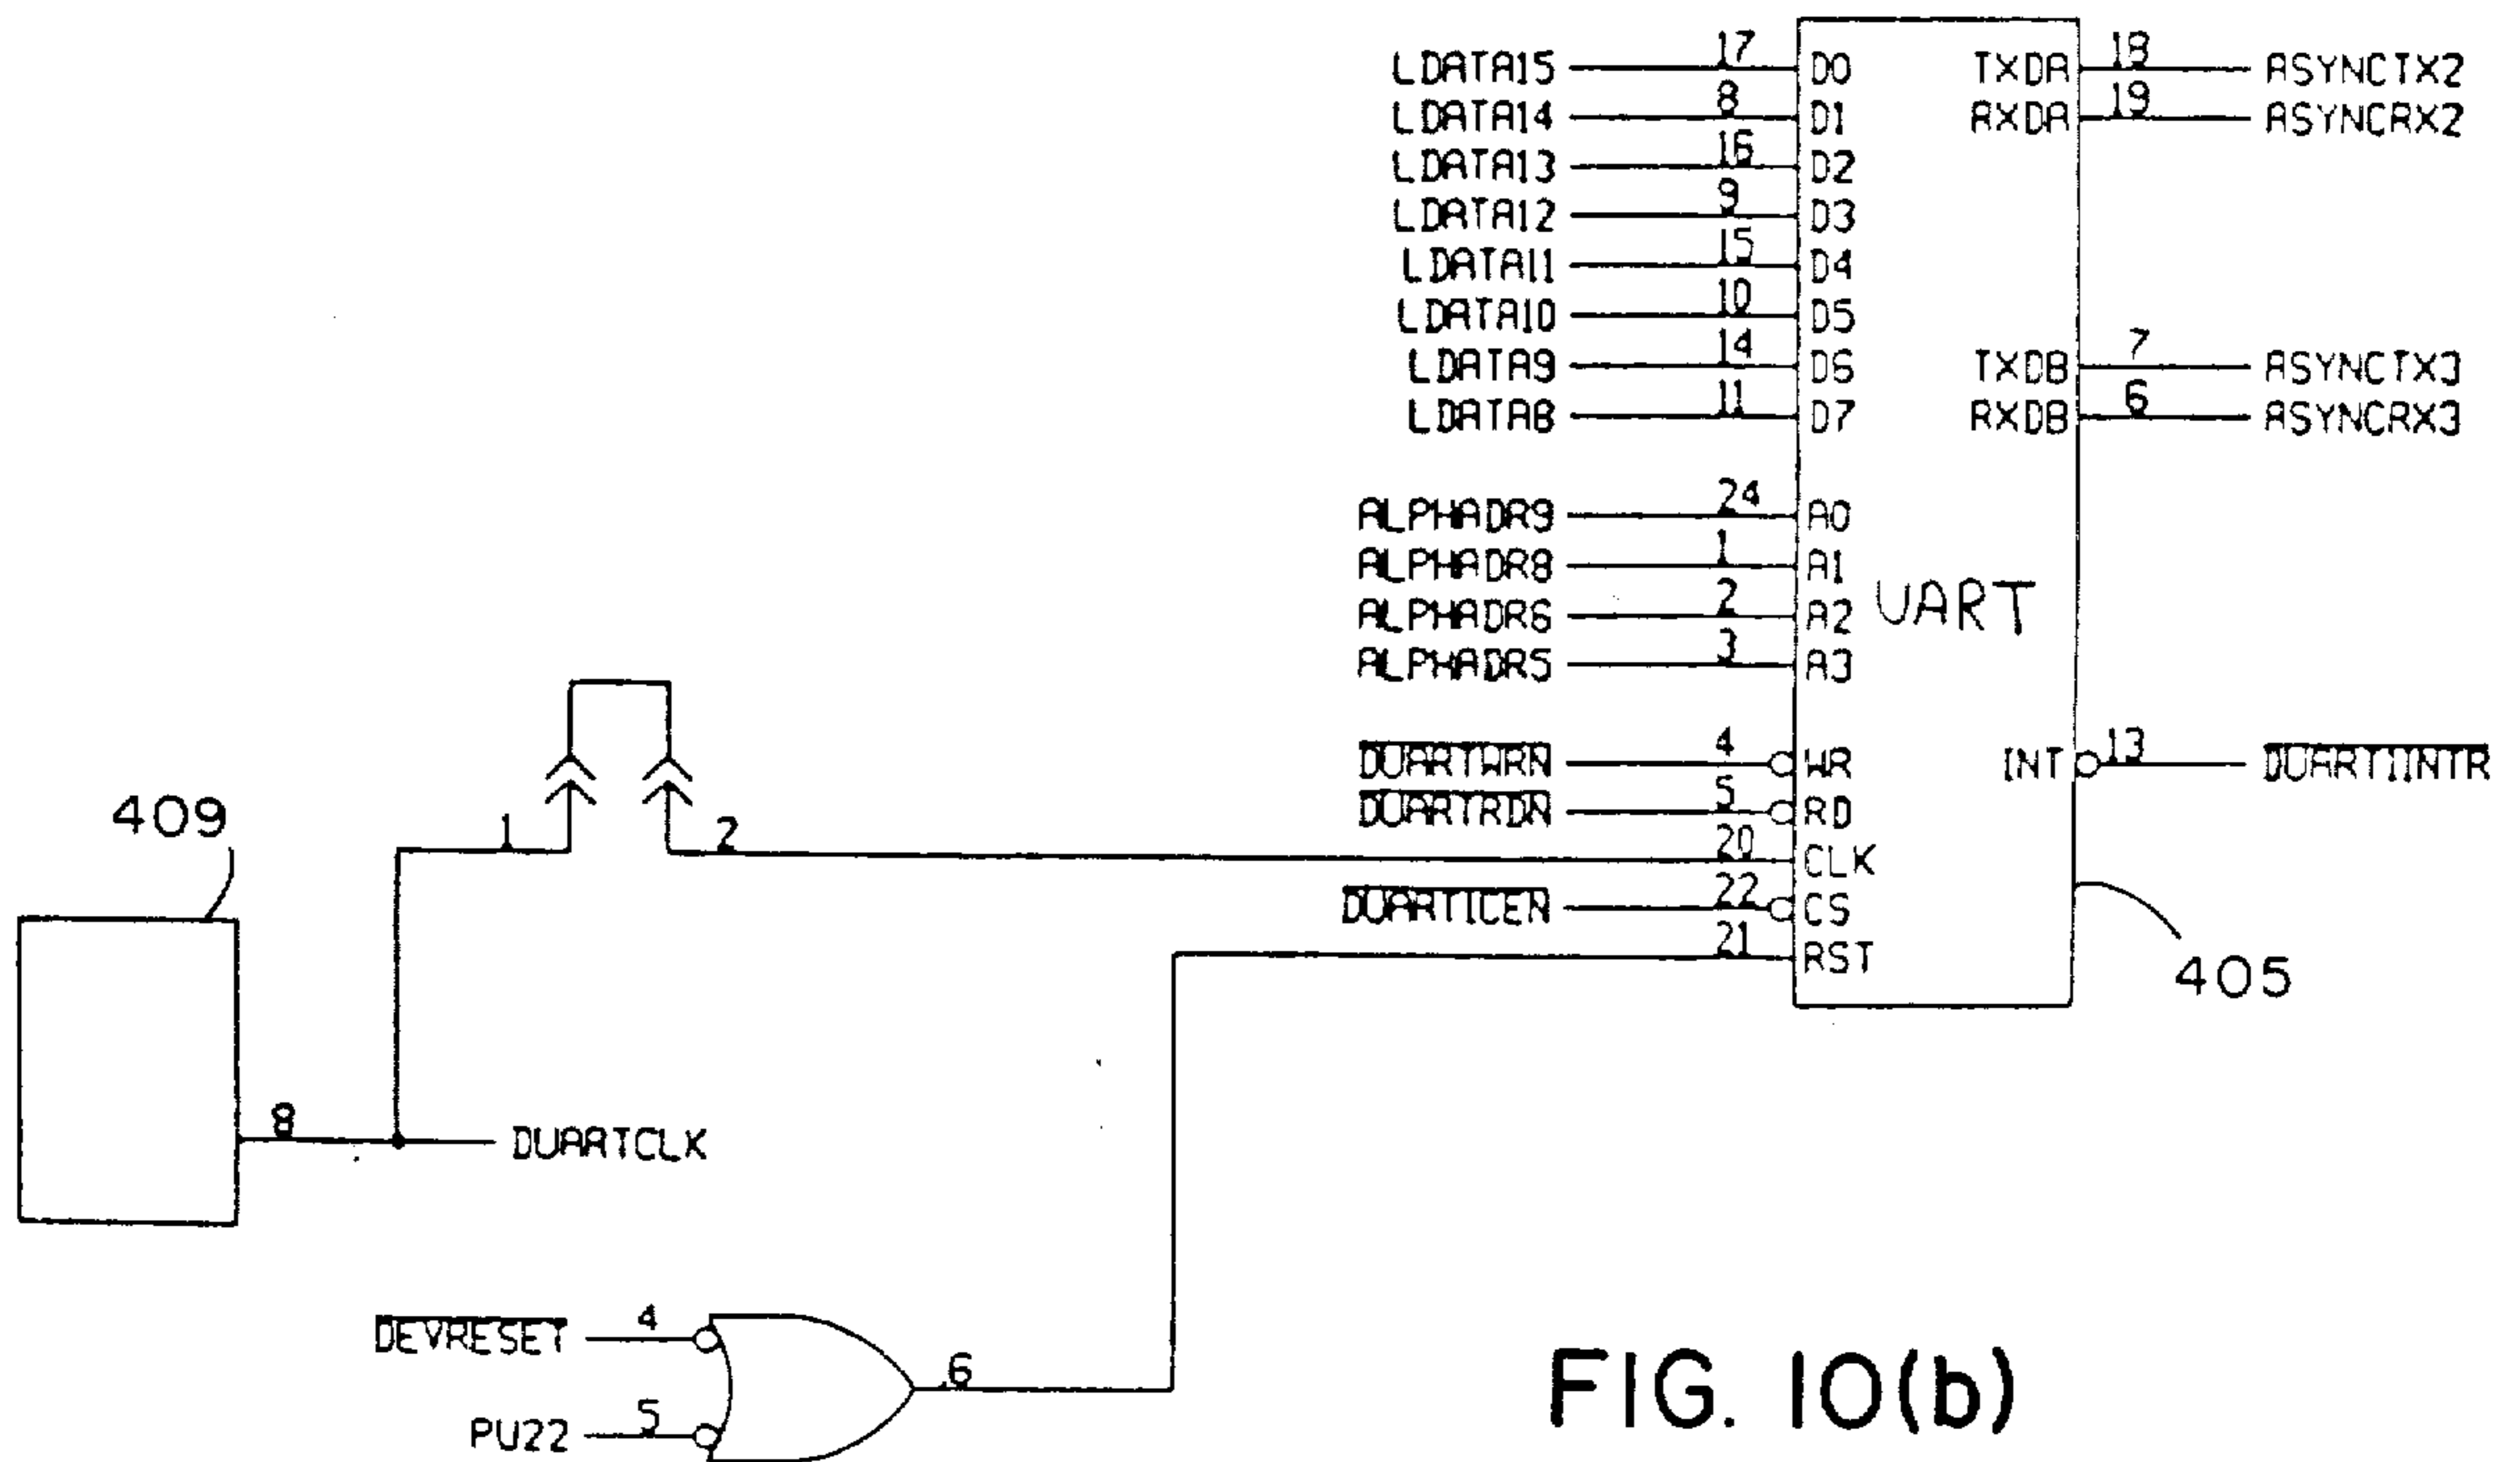 LDATA15 17 D0 TXDA 18 ASYNCTX2
LDATA14 8 D1 RXDA 19 ASYNCRX2
LDATA13 16 D2
LDATA12 9 D3
LDATA11 15 D4
LDATA10 10 D5
LDATA9 14 D6 TXDB 7 ASYNCTX3
LDATA8 11 D7 RXDB 6 ASYNCRX3
ALPHADR9 24 A0
ALPHADR8 1 A1
UART
ALPHADR6 2 A2
ALPHADR5 3 A3
DUARTWRN 4 WR INT 13 DUART1INTR
DUARTRDN 5 RD
409
1 2 20 CLK
DUART1CEN 22 CS
21 RST
405
8 DUARTCLK
DEVRESET 4
6
PU22 5
FIG. 10(b)